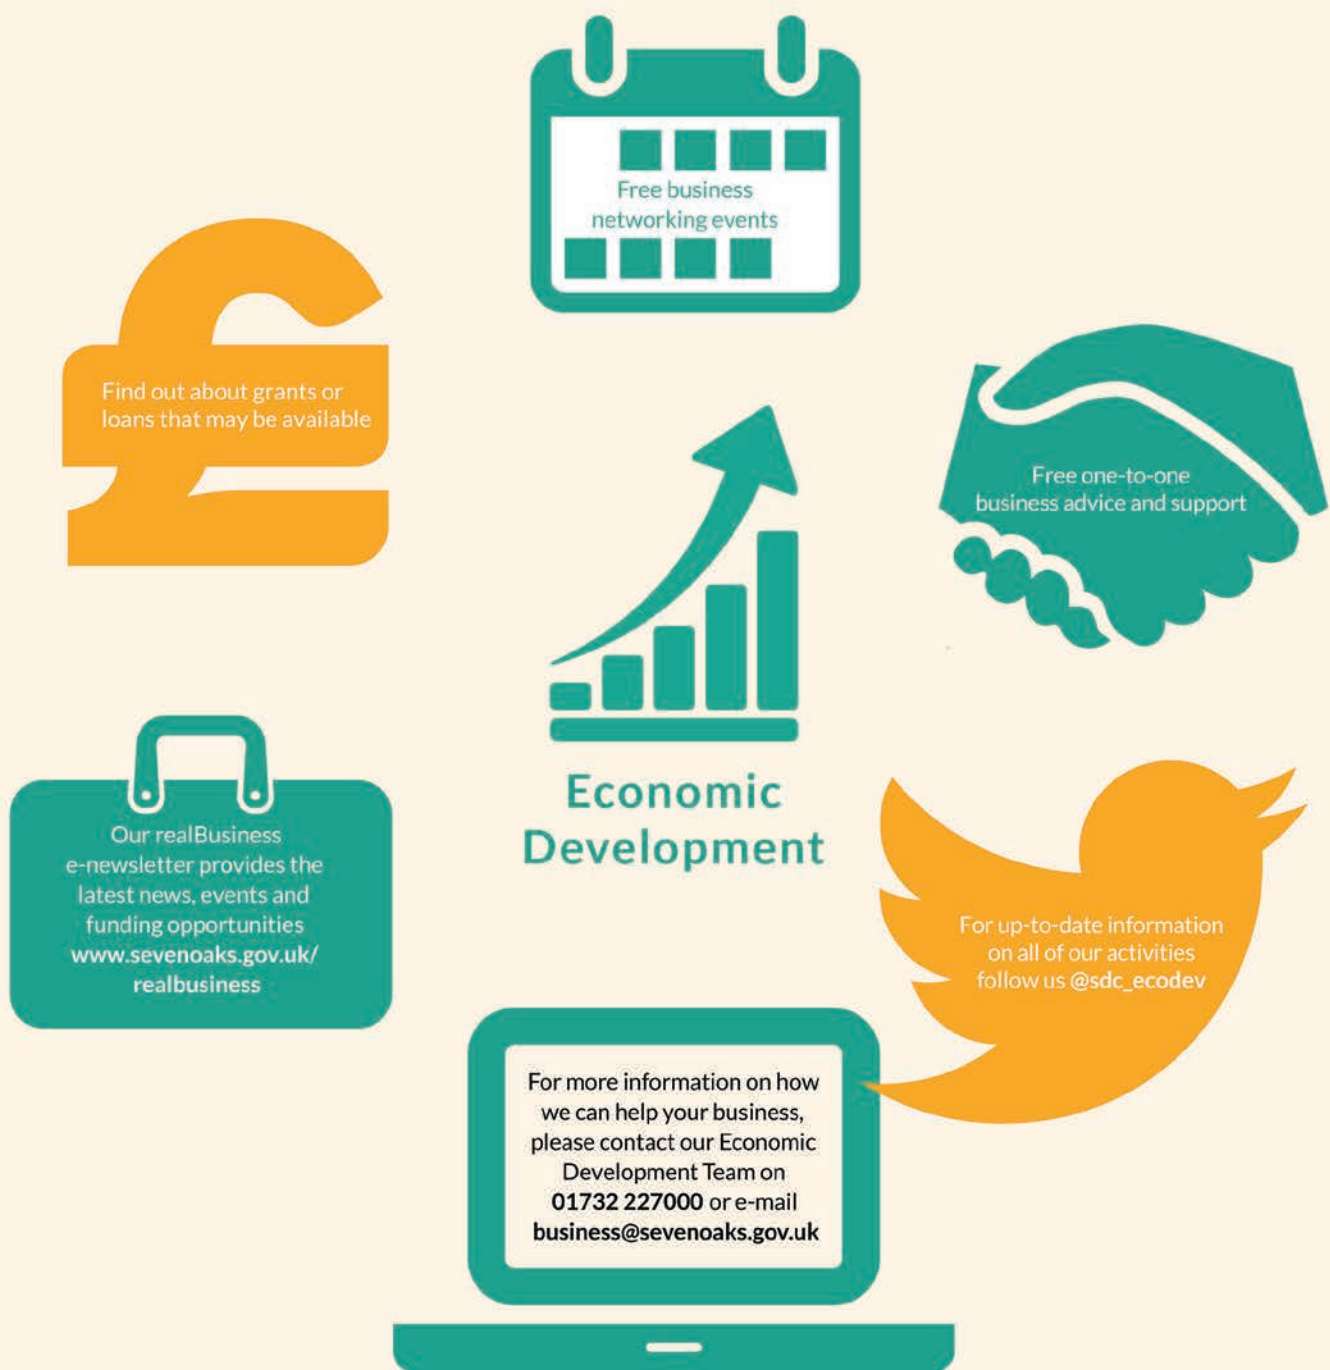 Free business
networking events
Find out about grants or
loans that may be available
Free one-to-one
business advice and support
Economic
Development
Our realBusiness
e-newsletter provides the
latest news, events and
funding opportunities
www.sevenoaks.gov.uk/
realbusiness
For up-to-date information
on all of our activities
follow us @sdc_ecodev
For more information on how
we can help your business,
please contact our Economic
Development Team on
01732 227000 or e-mail
business@sevenoaks.gov.uk